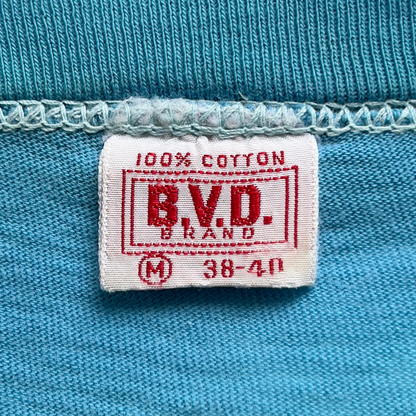 100% COTTON
B.V.D.
BRAND
M 38-40